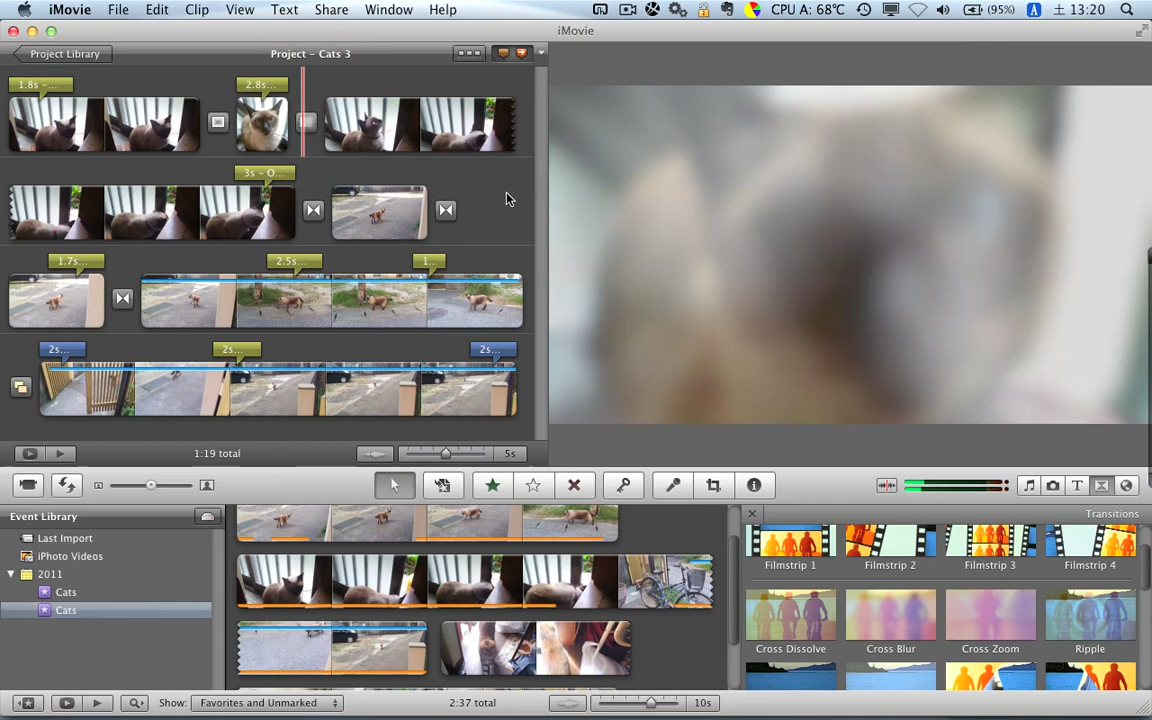 iMovie File Edit Clip View Text Share Window Help CPU A: 68℃ (95%) A 土 13:20
iMovie
Project Library
Project - Cats 3
1.8s -...
2.8s...
3s - O...
1.7s...
2.5s...
1...
2s...
2s...
2s...
1:19 total
5s
Event Library
Last Import
iPhoto Videos
2011
Cats
Cats
Transitions
Filmstrip 1
Filmstrip 2
Filmstrip 3
Filmstrip 4
Cross Dissolve
Cross Blur
Cross Zoom
Ripple
Show: Favorites and Unmarked
2:37 total
10s